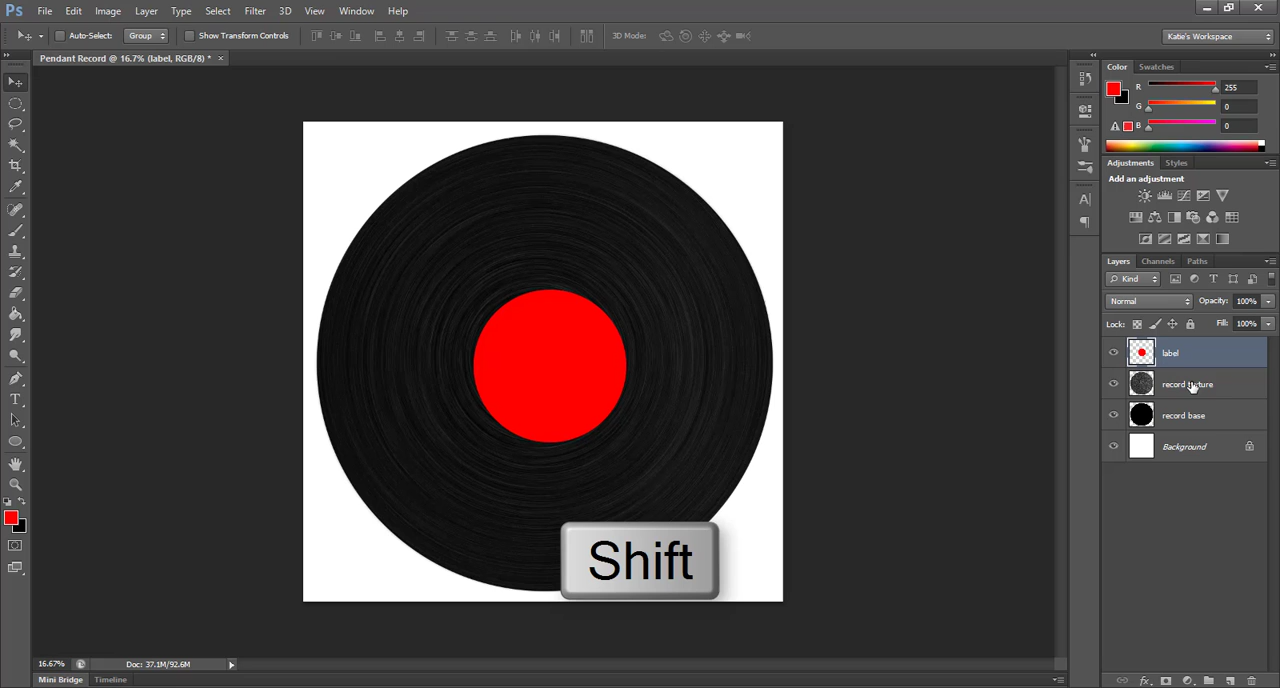 Ps File Edit Image Layer Type Select Filter 3D View Window Help
Auto-Select: Group Show Transform Controls 3D Mode: Katie's Workspace
Pendant Record @ 16.7% (label, RGB/8) * ×
Color Swatches
R 255
G 0
B 0
Adjustments Styles
Add an adjustment
Layers Channels Paths
Kind
Normal Opacity: 100%
Lock: Fill: 100%
label
record texture
record base
Background
Shift
16.67% Doc: 37.1M/92.6M
Mini Bridge Timeline